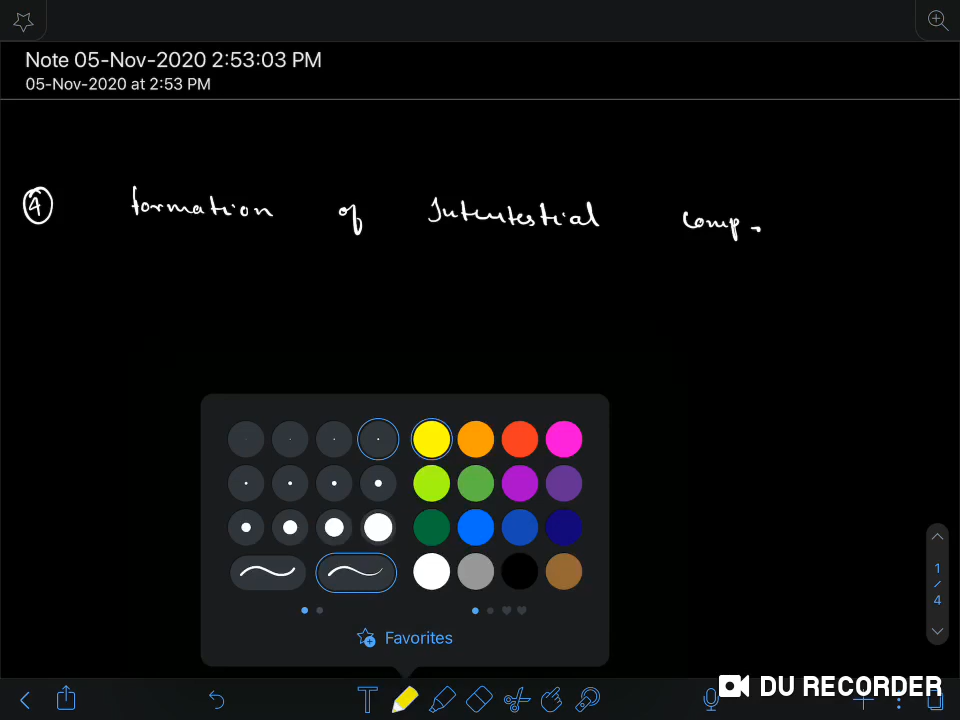 Note 05-Nov-2020 2:53:03 PM
05-Nov-2020 at 2:53 PM
④ formation of Intentestial comp.
Favorites
1
/
4
T
DU RECORDER